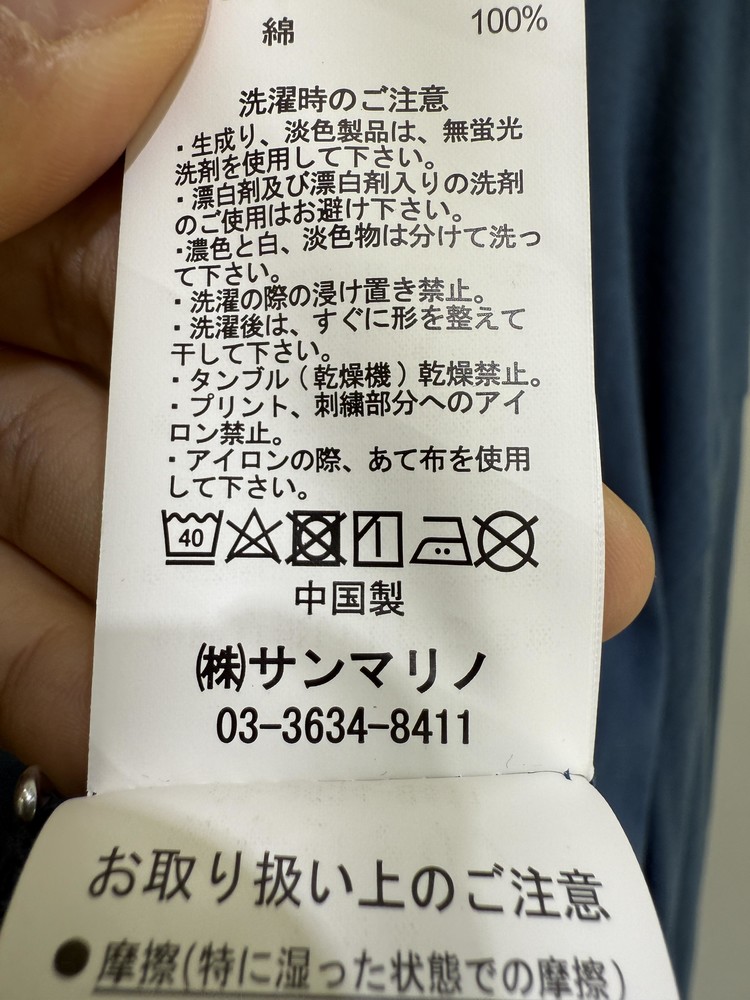 綿 100%
洗濯時のご注意
・生成り、淡色製品は、無蛍光
洗剤を使用して下さい。
・漂白剤及び漂白剤入りの洗剤
のご使用はお避け下さい。
・濃色と白、淡色物は分けて洗っ
て下さい。
・洗濯の際の浸け置き禁止。
・洗濯後は、すぐに形を整えて
干して下さい。
・タンブル(乾燥機)乾燥禁止。
・プリント、刺繍部分へのアイ
ロン禁止。
・アイロンの際、あて布を使用
して下さい。
40
中国製
㈱サンマリノ
03-3634-8411
お取り扱い上のご注意
●摩擦(特に湿った状態での摩擦)